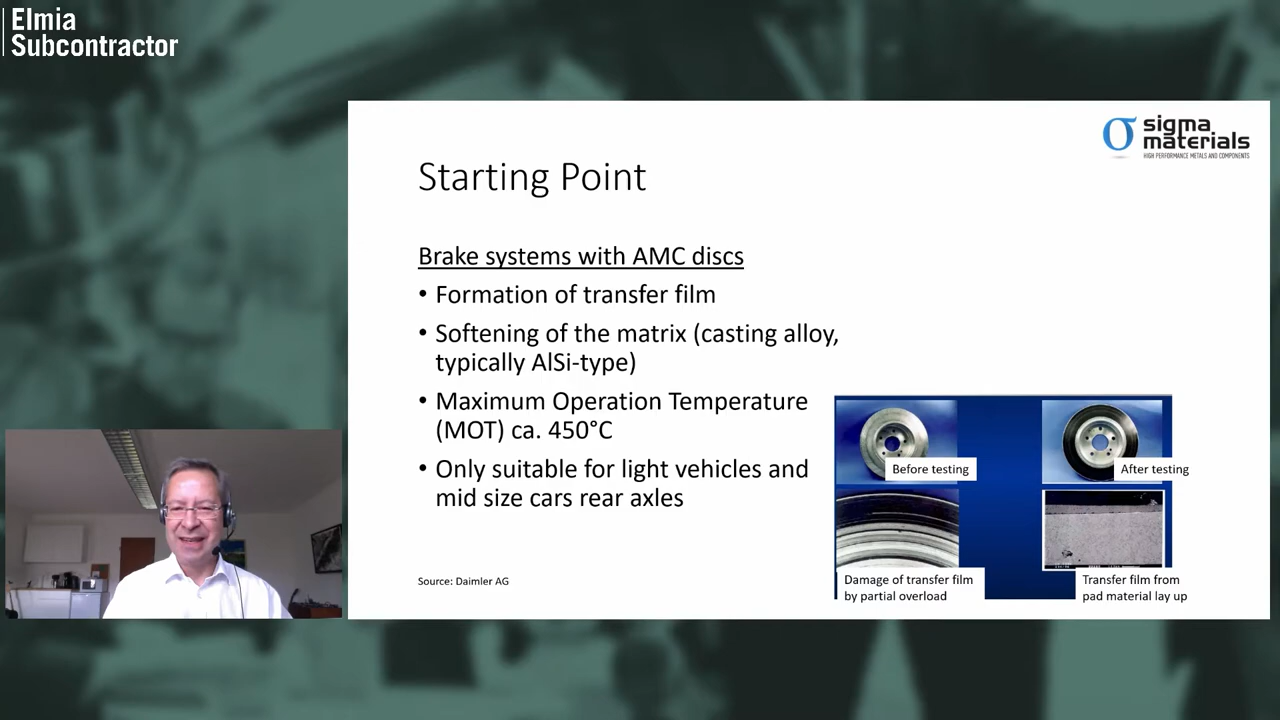 Elmia
Subcontractor
σ sigma
materials
HIGH PERFORMANCE METALS AND COMPONENTS
Starting Point
Brake systems with AMC discs
• Formation of transfer film
• Softening of the matrix (casting alloy,
typically AlSi-type)
• Maximum Operation Temperature
(MOT) ca. 450°C
• Only suitable for light vehicles and
mid size cars rear axles
Before testing
After testing
Damage of transfer film
by partial overload
Transfer film from
pad material lay up
Source: Daimler AG